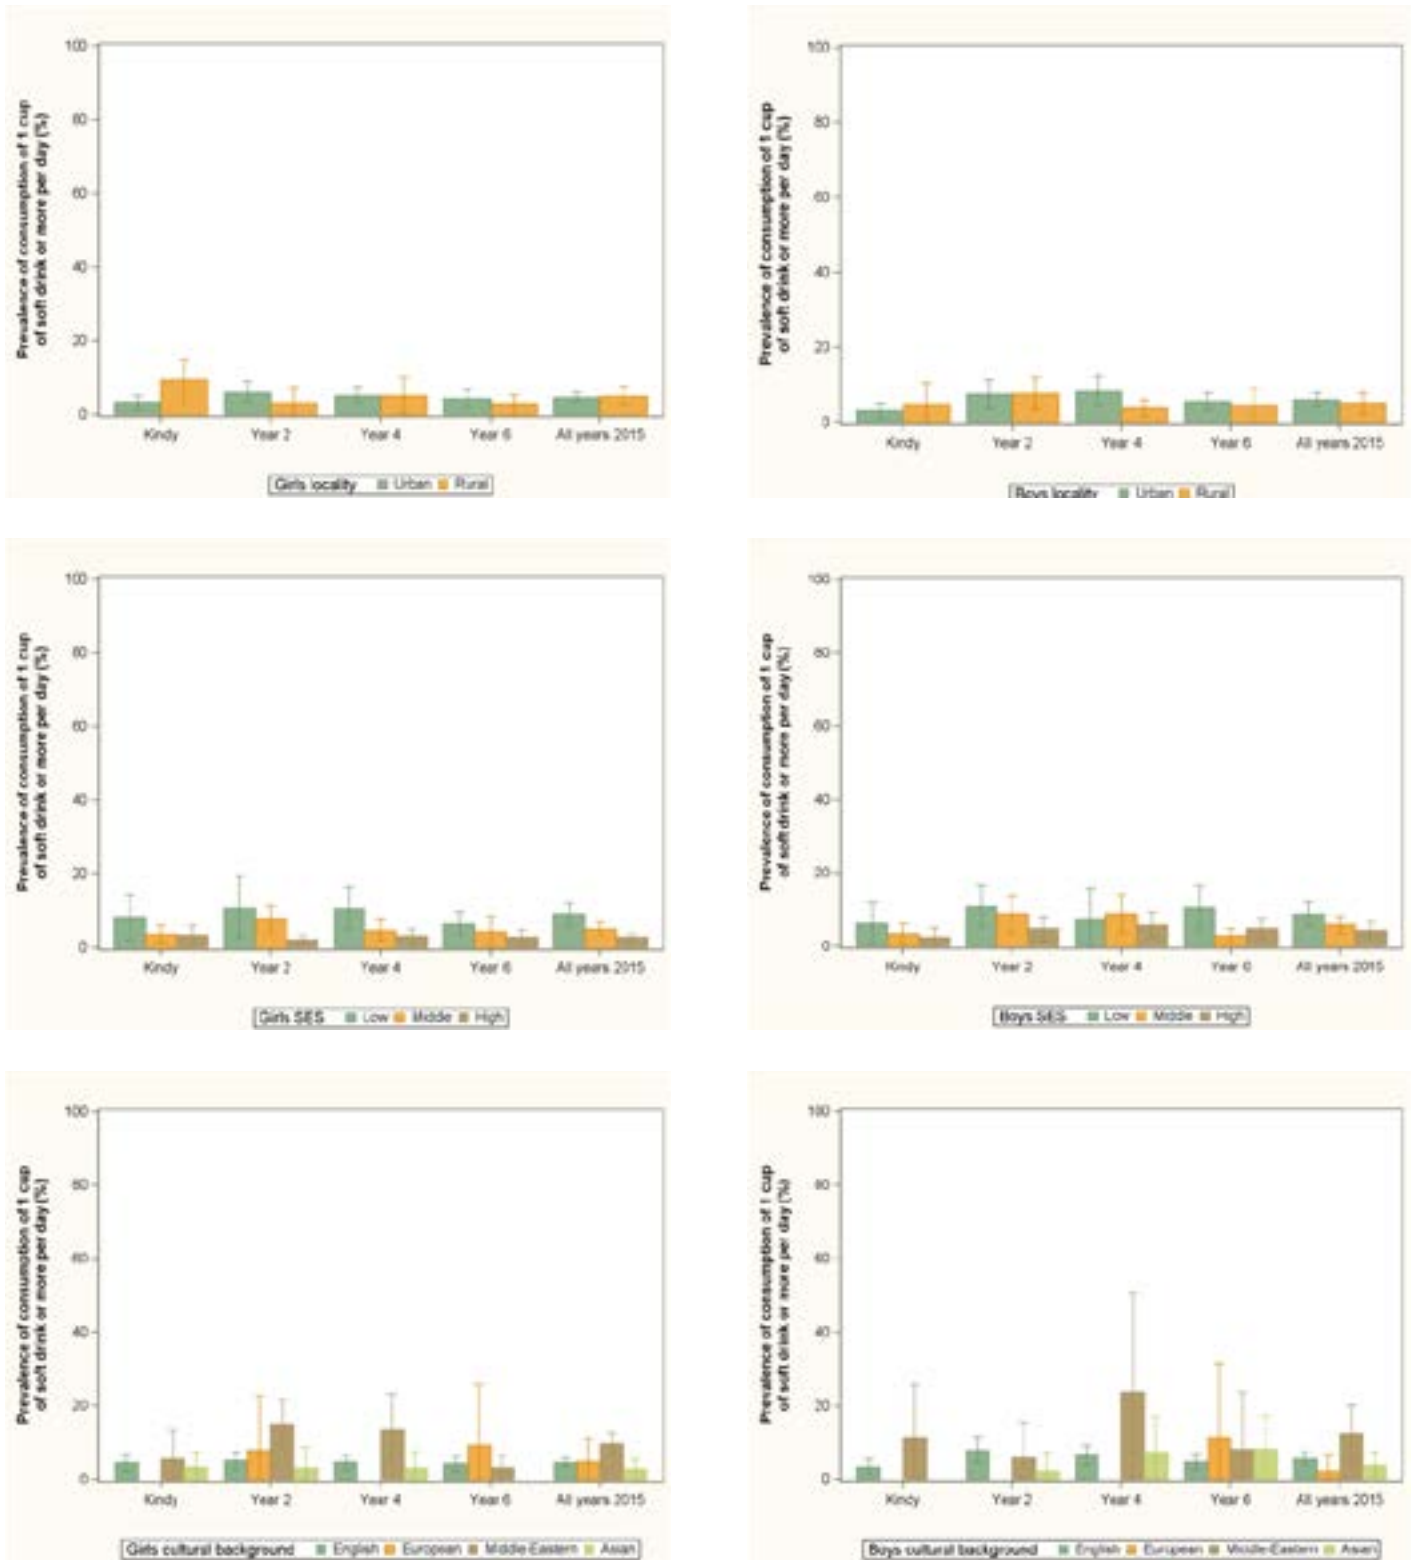 Prevalence of consumption of 1 cup
of soft drink or more per day (%)
100
80
60
40
20
0
Kindy Year 2 Year 4 Year 6 All years 2015
Girls locality Urban Rural
Prevalence of consumption of 1 cup
of soft drink or more per day (%)
100
80
60
40
20
0
Kindy Year 2 Year 4 Year 6 All years 2015
Boys locality Urban Rural
Prevalence of consumption of 1 cup
of soft drink or more per day (%)
100
80
60
40
20
0
Kindy Year 2 Year 4 Year 6 All years 2015
Girls SES Low Middle High
Prevalence of consumption of 1 cup
of soft drink or more per day (%)
100
80
60
40
20
0
Kindy Year 2 Year 4 Year 6 All years 2015
Boys SES Low Middle High
Prevalence of consumption of 1 cup
of soft drink or more per day (%)
100
80
60
40
20
0
Kindy Year 2 Year 4 Year 6 All years 2015
Girls cultural background English European Middle-Eastern Asian
Prevalence of consumption of 1 cup
of soft drink or more per day (%)
100
80
60
40
20
0
Kindy Year 2 Year 4 Year 6 All years 2015
Boys cultural background English European Middle-Eastern Asian